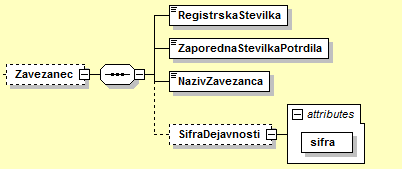 RegistrskaStevilka
ZaporednaStevilkaPotrdila
Zavezanec
NazivZavezanca
attributes
SifraDejavnosti
sifra